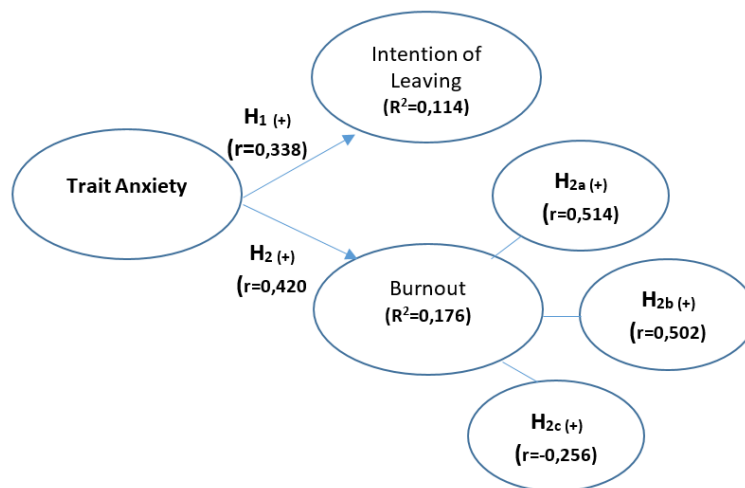 Intention of
Leaving
(R²=0,114)
H1 (+)
(r=0,338)
Trait Anxiety
H2a (+)
(r=0,514)
H2 (+)
(r=0,420
Burnout
(R²=0,176)
H2b (+)
(r=0,502)
H2c (+)
(r=-0,256)